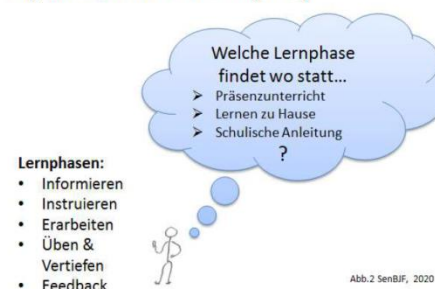 Welche Lernphase
findet wo statt...
➤ Präsenzunterricht
➤ Lernen zu Hause
➤ Schulische Anleitung
?
Lernphasen:
• Informieren
• Instruieren
• Erarbeiten
• Üben &
Vertiefen
• Feedback
Abb.2 SenBJF, 2020